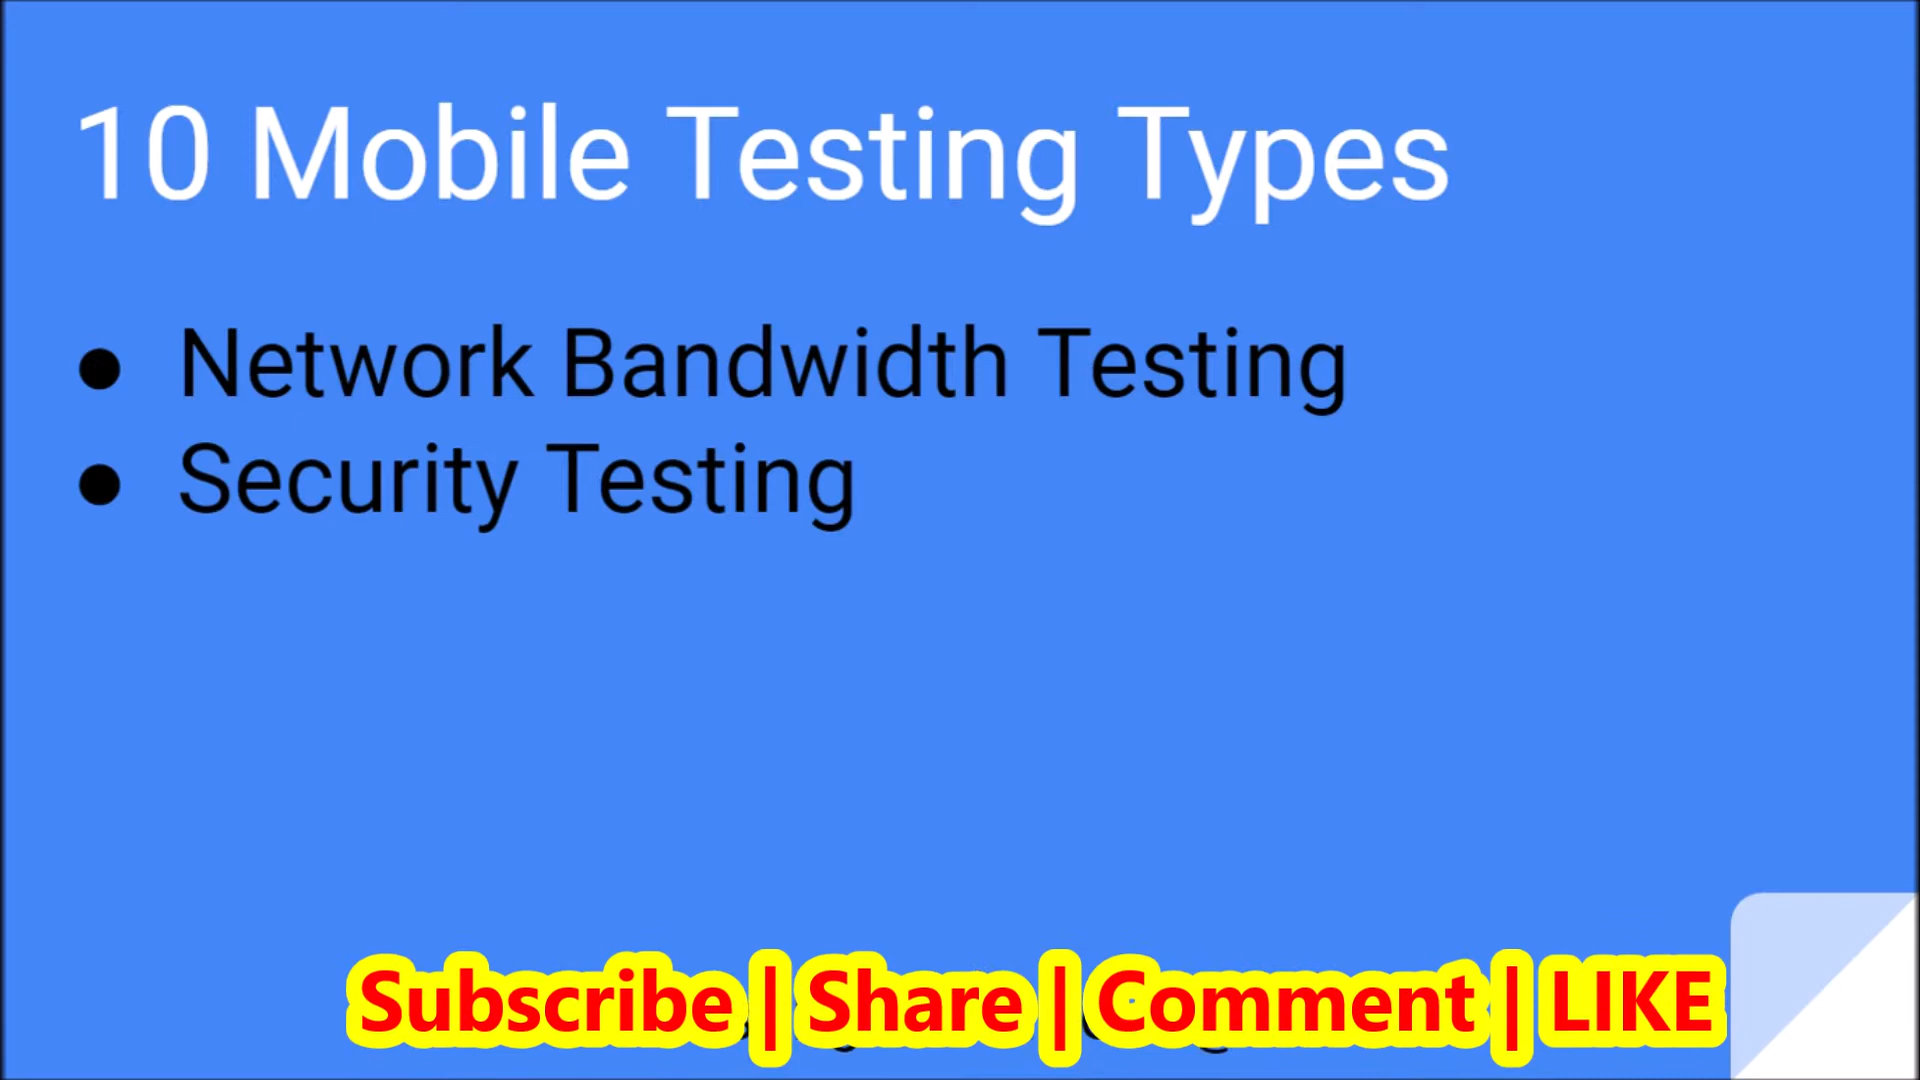 10 Mobile Testing Types
● Network Bandwidth Testing
● Security Testing
Subscribe | Share | Comment | LIKE